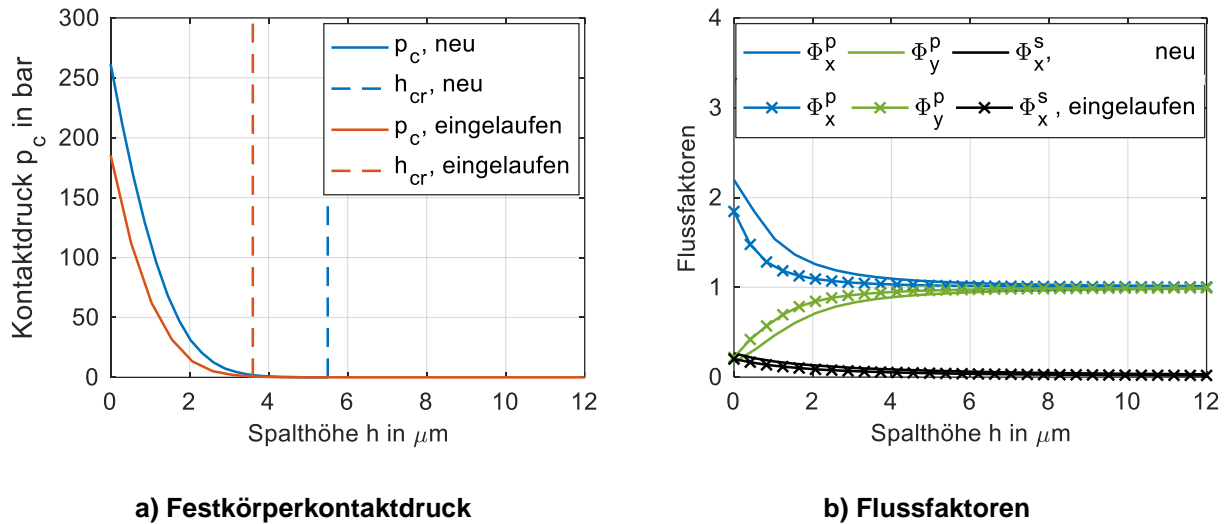 300
250
200
150
100
50
0
Kontaktdruck p_c in bar
p_c, neu
h_cr, neu
p_c, eingelaufen
h_cr, eingelaufen
0 2 4 6 8 10 12
Spalthöhe h in μm
a) Festkörperkontaktdruck
4
3
2
1
0
Flussfaktoren
Φ_x^p Φ_y^p Φ_x^s, neu
Φ_x^p Φ_y^p Φ_x^s , eingelaufen
0 2 4 6 8 10 12
Spalthöhe h in μm
b) Flussfaktoren